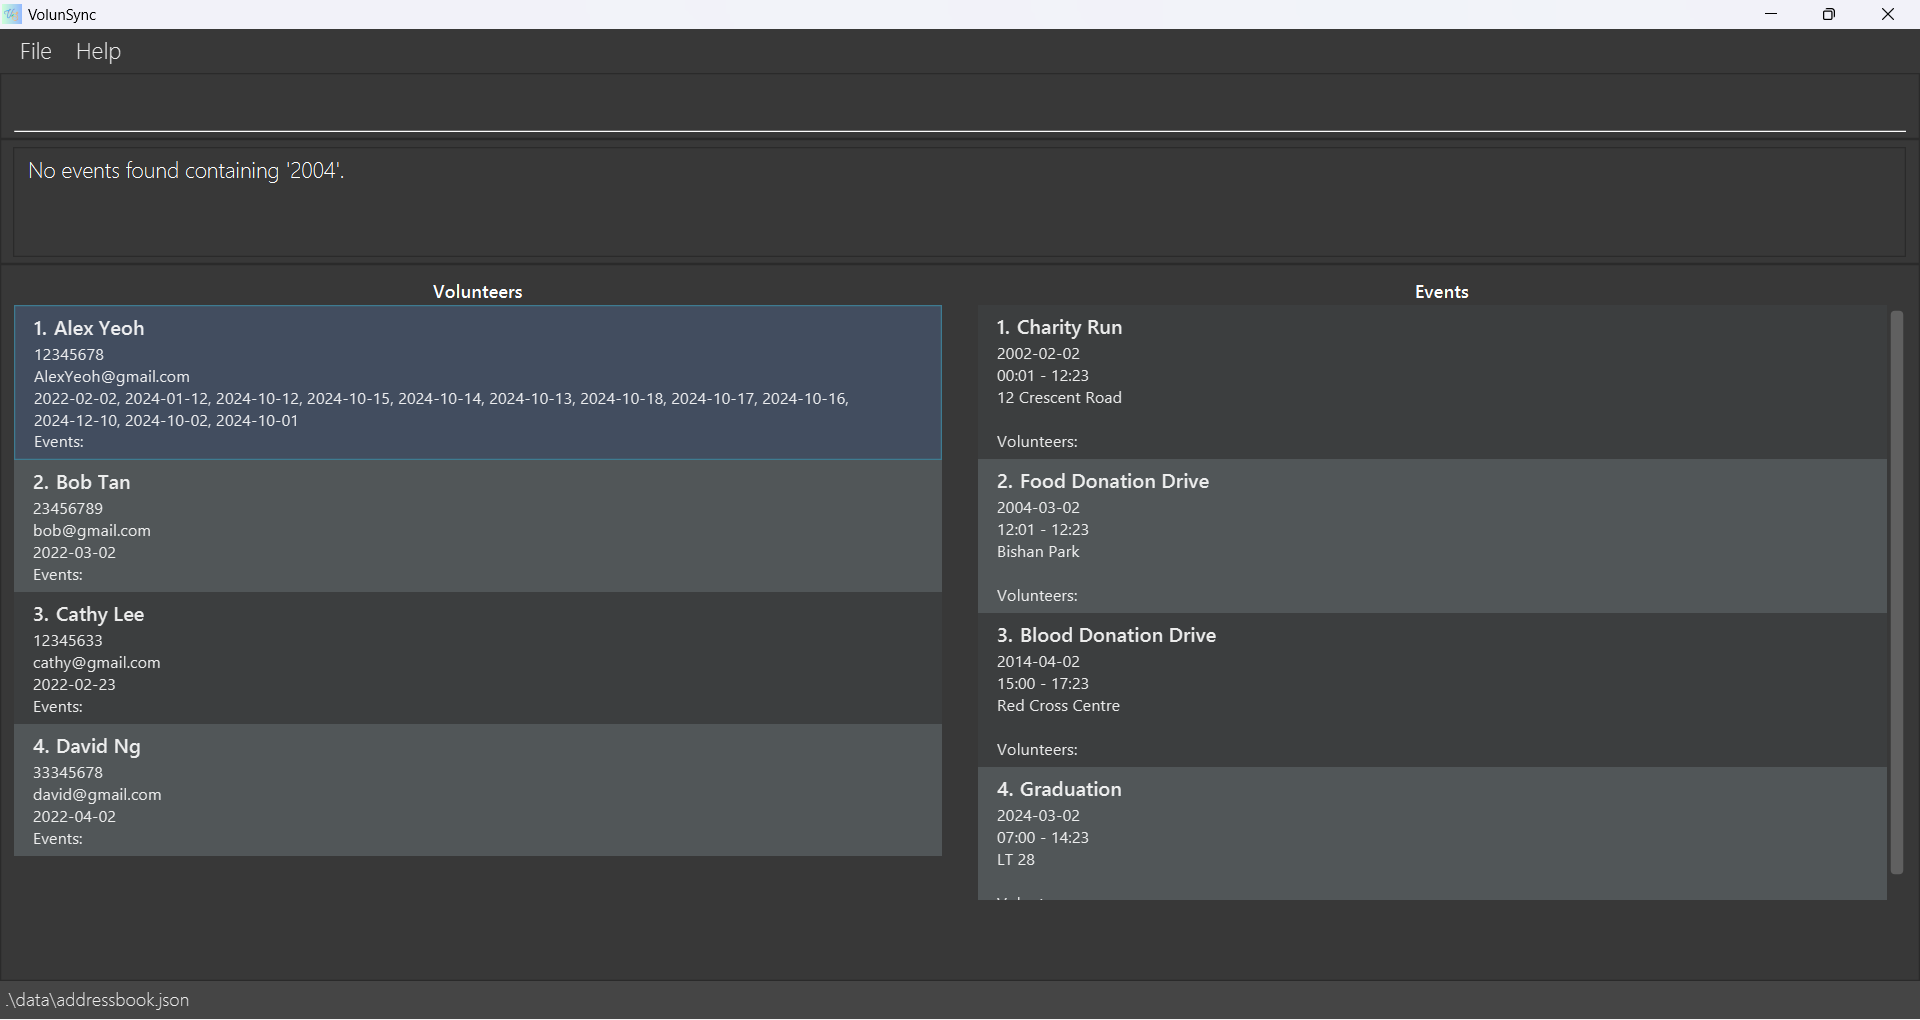 VolunSync
File Help
No events found containing '2004'.
Volunteers
1. Alex Yeoh
12345678
AlexYeoh@gmail.com
2022-02-02, 2024-01-12, 2024-10-12, 2024-10-15, 2024-10-14, 2024-10-13, 2024-10-18, 2024-10-17, 2024-10-16,
2024-12-10, 2024-10-02, 2024-10-01
Events:
2. Bob Tan
23456789
bob@gmail.com
2022-03-02
Events:
3. Cathy Lee
12345633
cathy@gmail.com
2022-02-23
Events:
4. David Ng
33345678
david@gmail.com
2022-04-02
Events:
Events
1. Charity Run
2002-02-02
00:01 - 12:23
12 Crescent Road
Volunteers:
2. Food Donation Drive
2004-03-02
12:01 - 12:23
Bishan Park
Volunteers:
3. Blood Donation Drive
2014-04-02
15:00 - 17:23
Red Cross Centre
Volunteers:
4. Graduation
2024-03-02
07:00 - 14:23
LT 28
.\data\addressbook.json